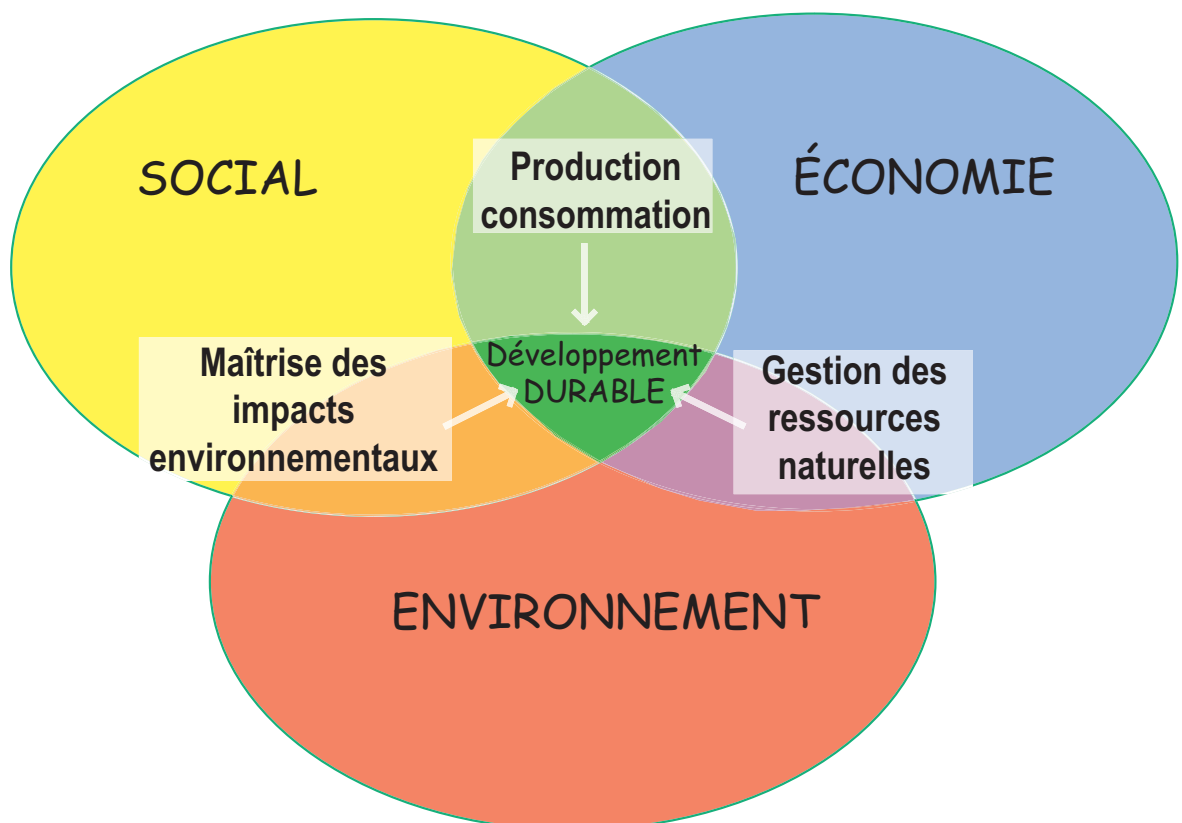 SOCIAL
ÉCONOMIE
Production
consommation
Développement
DURABLE
Maîtrise des
impacts
environnementaux
Gestion des
ressources
naturelles
ENVIRONNEMENT